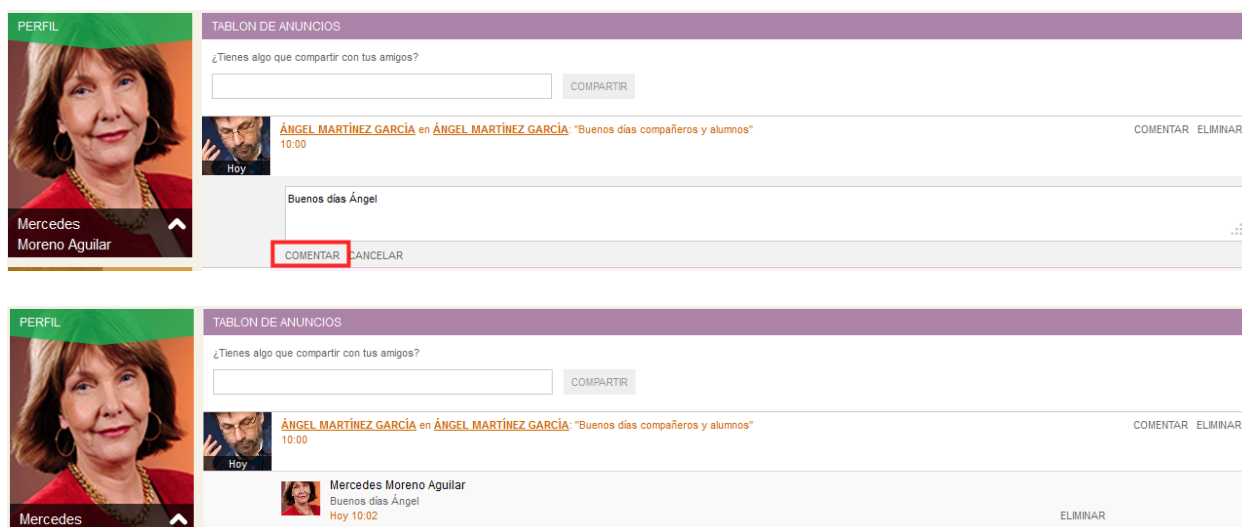 PERFIL
TABLON DE ANUNCIOS
¿Tienes algo que compartir con tus amigos?
COMPARTIR
ÁNGEL MARTÍNEZ GARCÍA en ÁNGEL MARTÍNEZ GARCÍA: "Buenos días compañeros y alumnos"
COMENTAR ELIMINAR
10:00
Hoy
Buenos días Ángel
Mercedes
Moreno Aguilar
COMENTAR CANCELAR
PERFIL
TABLON DE ANUNCIOS
¿Tienes algo que compartir con tus amigos?
COMPARTIR
ÁNGEL MARTÍNEZ GARCÍA en ÁNGEL MARTÍNEZ GARCÍA: "Buenos días compañeros y alumnos"
COMENTAR ELIMINAR
10:00
Hoy
Mercedes Moreno Aguilar
Buenos días Ángel
Hoy 10:02
ELIMINAR
Mercedes